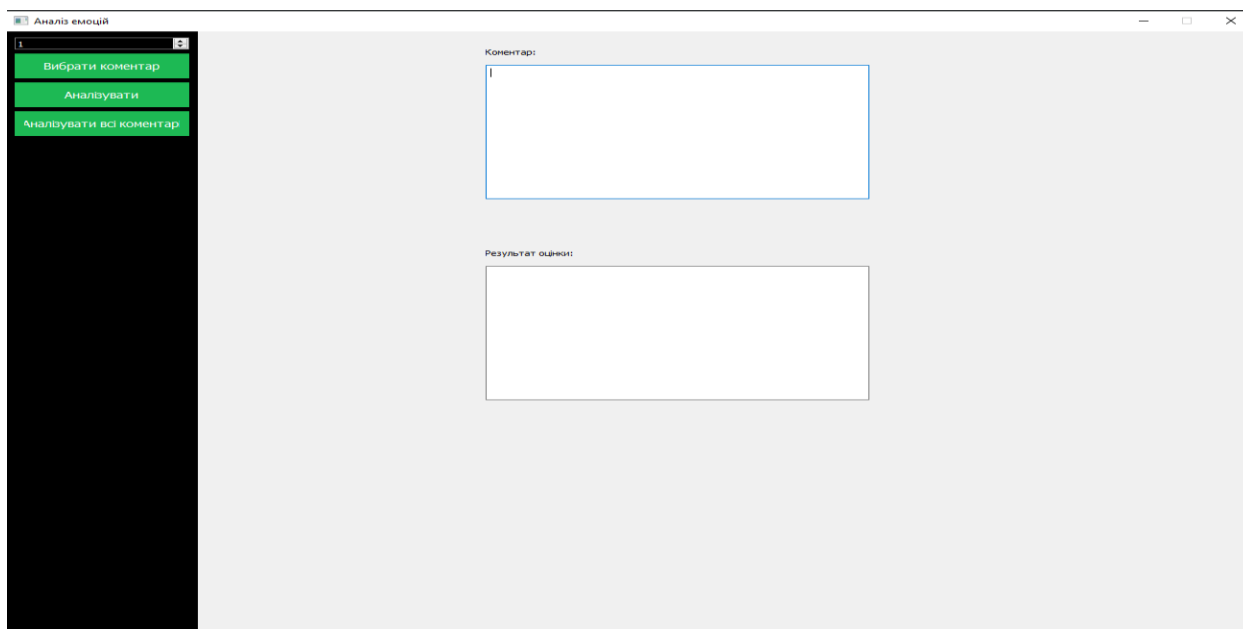 Аналіз емоцій
1
Вибрати коментар
Аналізувати
Аналізувати всі коментар
Коментар:
Результат оцінки: